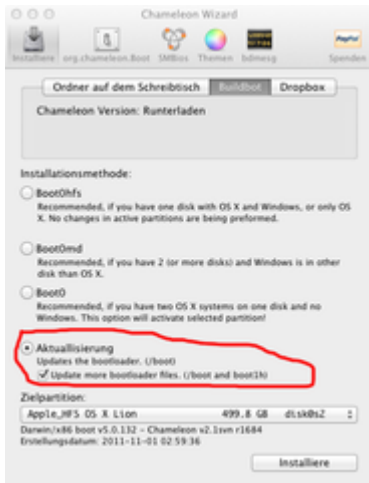 Chameleon Wizard
Installiere org.chameleon.Boot SMBios Themen bdmesg Spenden
PayPal
Ordner auf dem Schreibtisch Buildbot Dropbox
Chameleon Version: Runterladen
Installationsmethode:
Boot0hfs
Recommended, if you have one disk with OS X and Windows, or only OS
X. No changes in active partitions are being preformed.
Boot0md
Recommended, if you have 2 (or more disks) and Windows is in other
disk than OS X.
Boot0
Recommended, if you have two OS X systems on one disk and no
Windows. This option will activate selected partition!
Aktuallisierung
Updates the bootloader. (/boot)
Update more bootloader files. (/boot and boot1h)
Zielpartition:
Apple_HFS OS X Lion 499.8 GB disk0s2
Darwin/x86 boot v5.0.132 - Chameleon v2.1svn r1684
Erstellungsdatum: 2011-11-01 02:59:36
Installiere